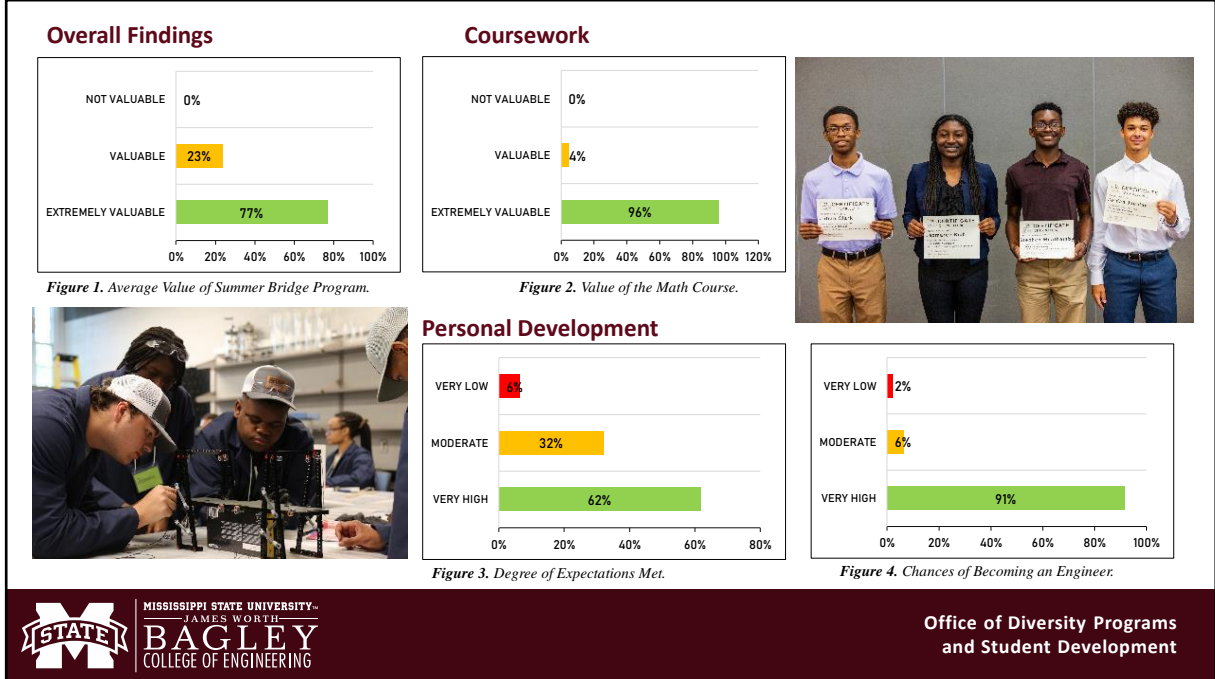 Overall Findings
NOT VALUABLE 0%
VALUABLE 23%
EXTREMELY VALUABLE 77%
0% 20% 40% 60% 80% 100%
Figure 1. Average Value of Summer Bridge Program.
Coursework
NOT VALUABLE 0%
VALUABLE 4%
EXTREMELY VALUABLE 96%
0% 20% 40% 60% 80% 100% 120%
Figure 2. Value of the Math Course.
CERTIFICATE
CERTIFICATE
CERTIFICATE
CERTIFICATE
Personal Development
VERY LOW 6%
MODERATE 32%
VERY HIGH 62%
0% 20% 40% 60% 80%
Figure 3. Degree of Expectations Met.
VERY LOW 2%
MODERATE 6%
VERY HIGH 91%
0% 20% 40% 60% 80% 100%
Figure 4. Chances of Becoming an Engineer.
STATE
MISSISSIPPI STATE UNIVERSITY™
JAMES WORTH
BAGLEY
COLLEGE OF ENGINEERING
Office of Diversity Programs
and Student Development